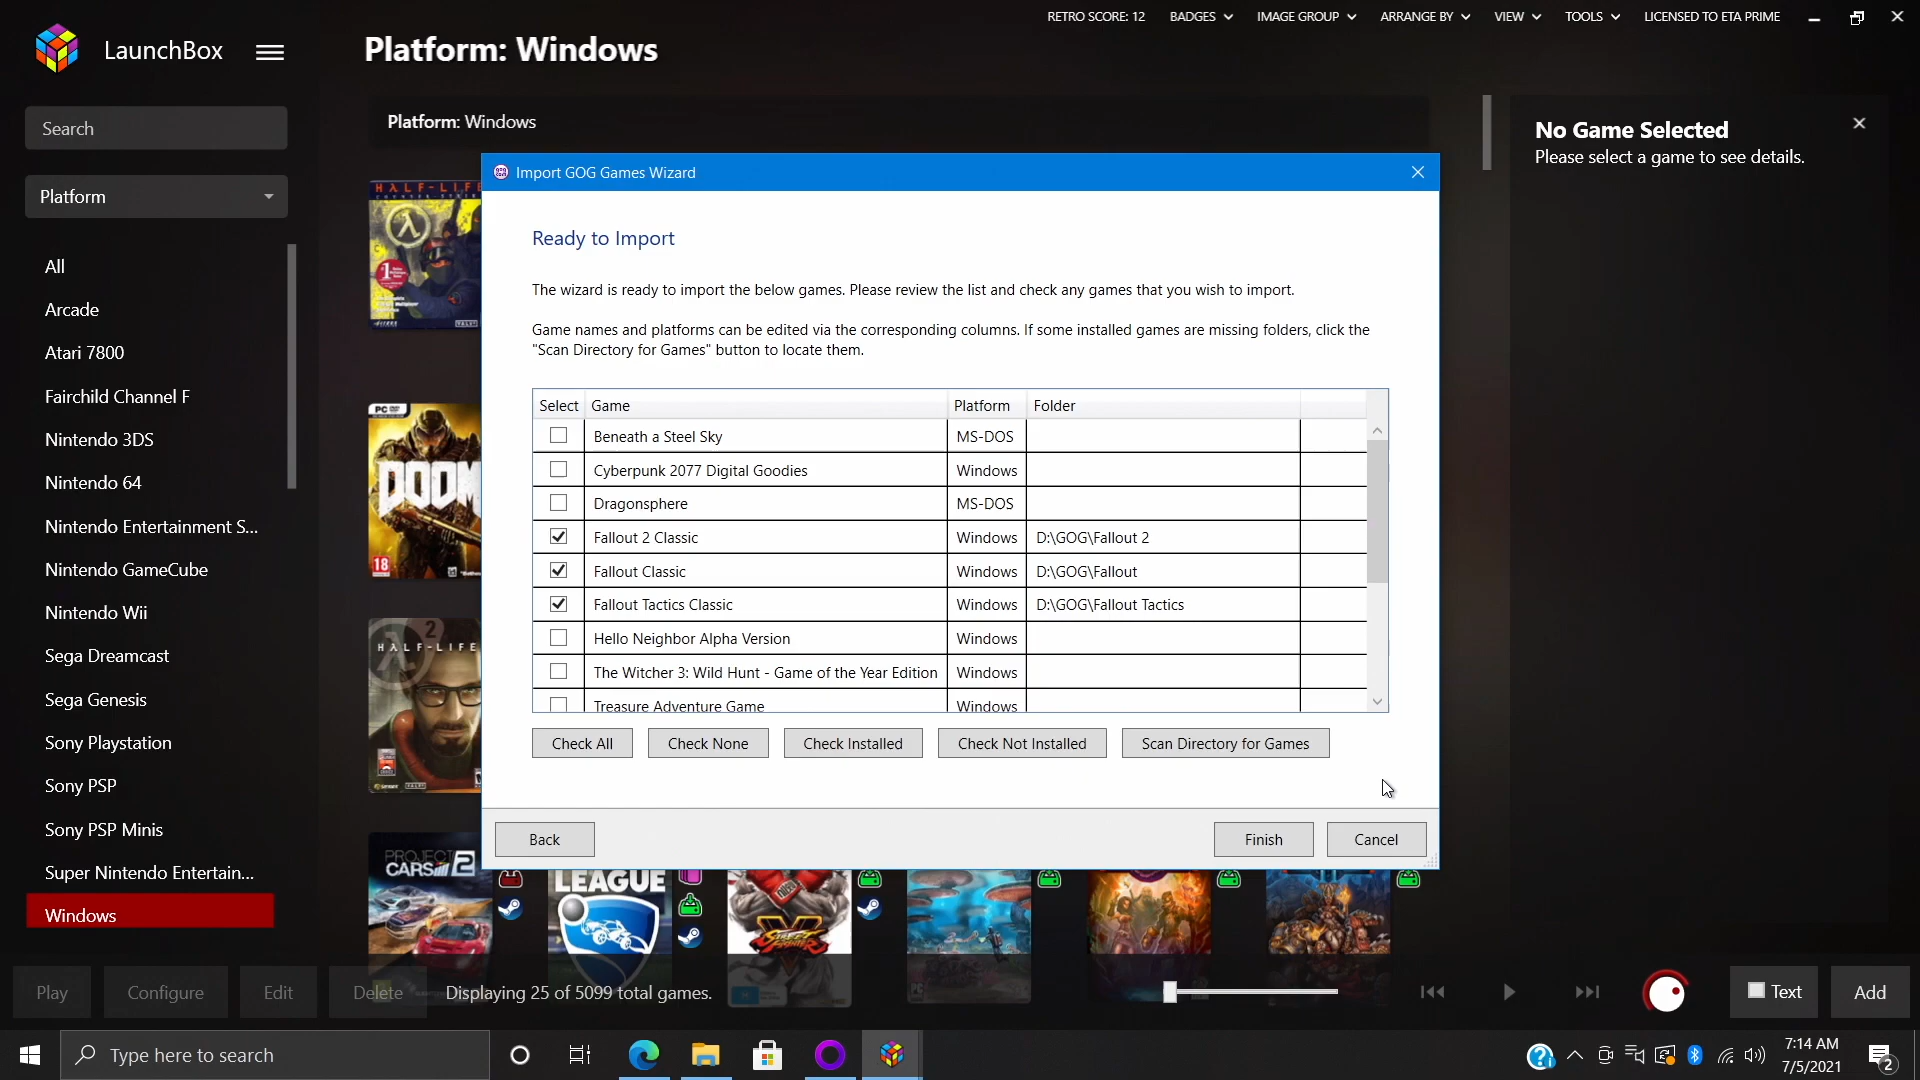 LaunchBox
Platform: Windows
RETRO SCORE: 12
BADGES
IMAGE GROUP
ARRANGE BY
VIEW
TOOLS
LICENSED TO ETA PRIME
Search
Platform
All
Arcade
Atari 7800
Fairchild Channel F
Nintendo 3DS
Nintendo 64
Nintendo Entertainment S...
Nintendo GameCube
Nintendo Wii
Sega Dreamcast
Sega Genesis
Sony Playstation
Sony PSP
Sony PSP Minis
Super Nintendo Entertain...
Windows
Platform: Windows
No Game Selected
Please select a game to see details.
HALF-LIFE
PC
DOOM
18
HALF-LIFE
2
PROJECT
CARS 2
LEAGUE
STREET FIGHTER
V
Import GOG Games Wizard
Ready to Import
The wizard is ready to import the below games. Please review the list and check any games that you wish to import.
Game names and platforms can be edited via the corresponding columns. If some installed games are missing folders, click the
"Scan Directory for Games" button to locate them.
Select Game Platform Folder
Beneath a Steel Sky MS-DOS
Cyberpunk 2077 Digital Goodies Windows
Dragonsphere MS-DOS
Fallout 2 Classic Windows D:\GOG\Fallout 2
Fallout Classic Windows D:\GOG\Fallout
Fallout Tactics Classic Windows D:\GOG\Fallout Tactics
Hello Neighbor Alpha Version Windows
The Witcher 3: Wild Hunt - Game of the Year Edition Windows
Treasure Adventure Game Windows
Check All Check None Check Installed Check Not Installed Scan Directory for Games
Back Finish Cancel
Play Configure Edit Delete Displaying 25 of 5099 total games. Text Add
Type here to search
7:14 AM
7/5/2021
2